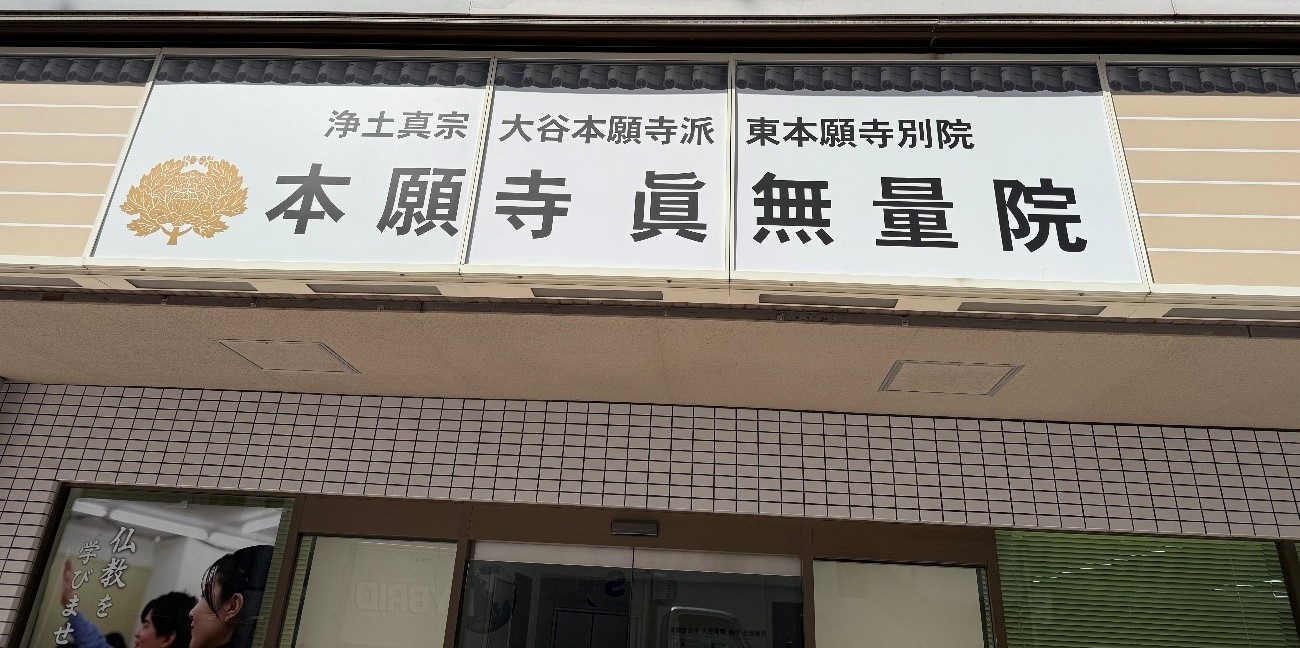 浄土真宗 大谷本願寺派 東本願寺別院
本願寺 眞無量院
仏教を
学びませ
YBRID